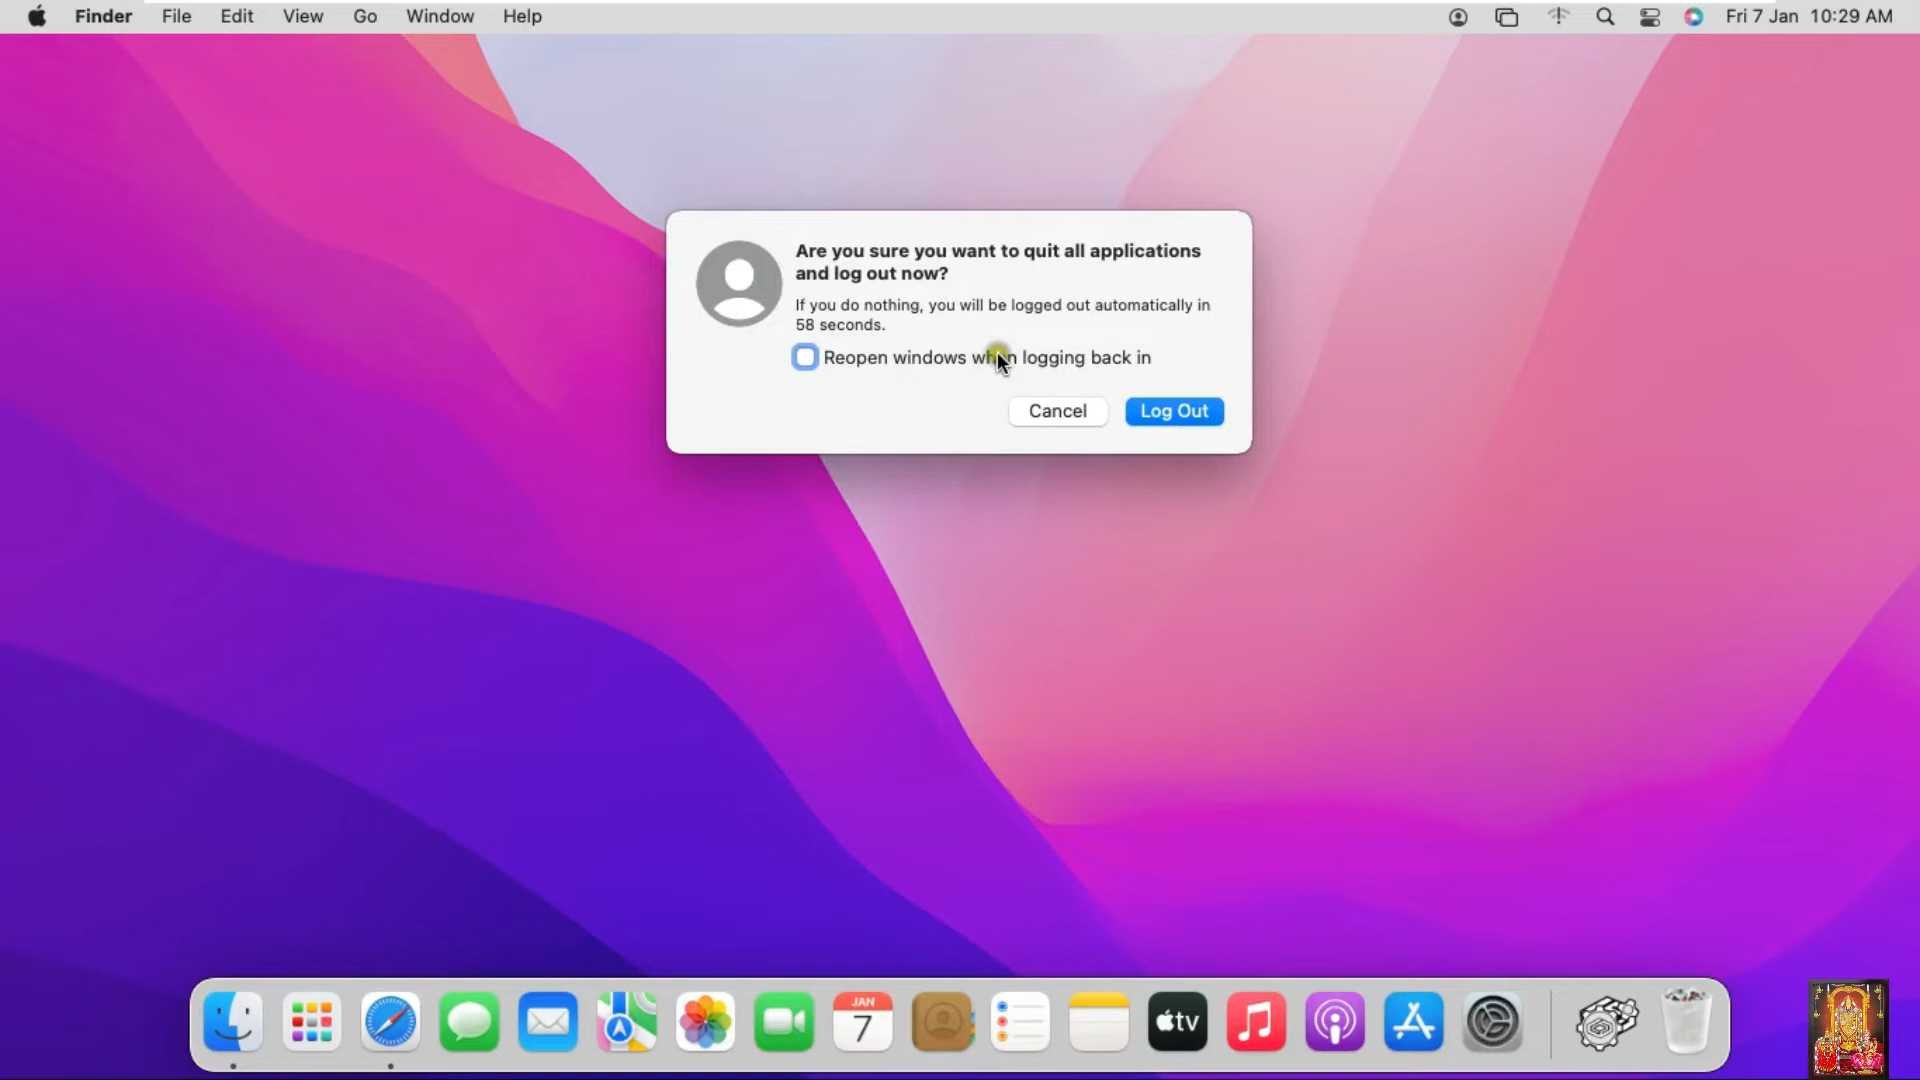 Finder File Edit View Go Window Help Fri 7 Jan 10:29 AM
Are you sure you want to quit all applications
and log out now?
If you do nothing, you will be logged out automatically in
58 seconds.
Reopen windows when logging back in
Cancel Log Out
JAN
7
tv